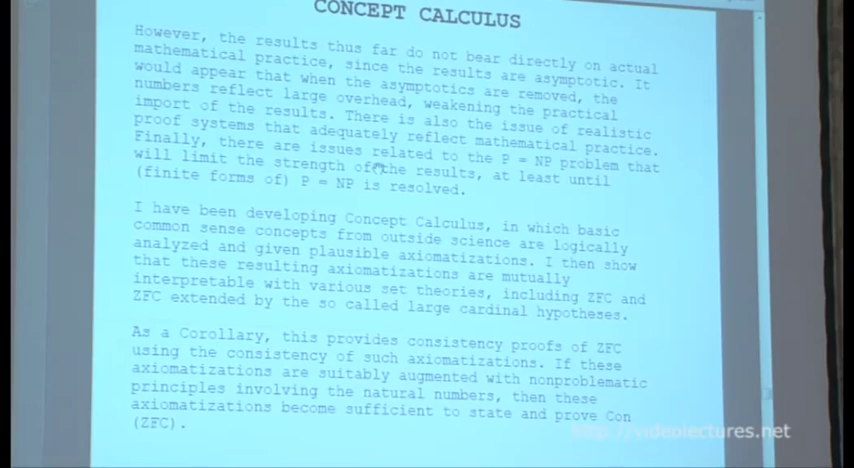 CONCEPT CALCULUS
However, the results thus far do not bear directly on actual
mathematical practice, since the results are asymptotic. It
would appear that when the asymptotics are removed, the
numbers reflect large overhead, weakening the practical
import of the results. There is also the issue of realistic
proof systems that adequately reflect mathematical practice.
Finally, there are issues related to the P = NP problem that
will limit the strength of the results, at least until
(finite forms of) P = NP is resolved.
I have been developing Concept Calculus, in which basic
common sense concepts from outside science are logically
analyzed and given plausible axiomatizations. I then show
that these resulting axiomatizations are mutually
interpretable with various set theories, including ZFC and
ZFC extended by the so called large cardinal hypotheses.
As a Corollary, this provides consistency proofs of ZFC
using the consistency of such axiomatizations. If these
axiomatizations are suitably augmented with nonproblematic
principles involving the natural numbers, then these
axiomatizations become sufficient to state and prove Con
(ZFC).
http://videolectures.net